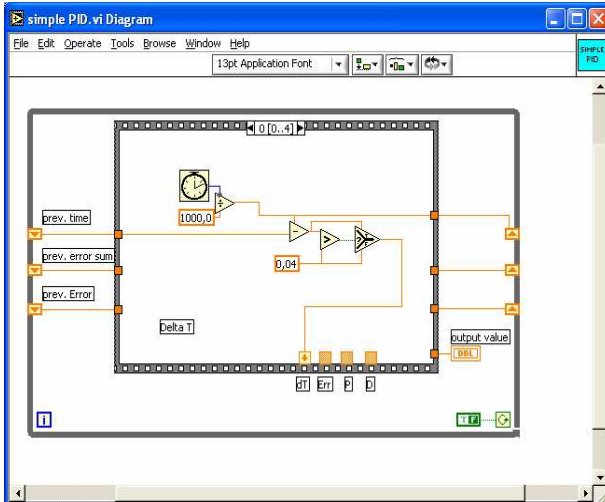 simple PID.vi Diagram
File Edit Operate Tools Browse Window Help
13pt Application Font
SIMPLE
PID
0 [0..4]
1000,0
prev. time
0,04
prev. error sum
prev. Error
Delta T
output value
DBL
dT Err P D
i
T F